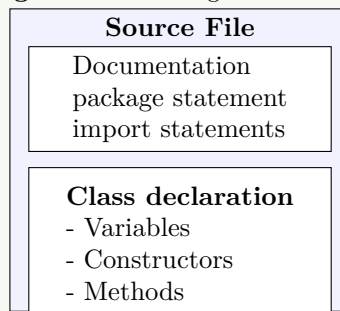 Source File
Documentation
package statement
import statements
Class declaration
- Variables
- Constructors
- Methods